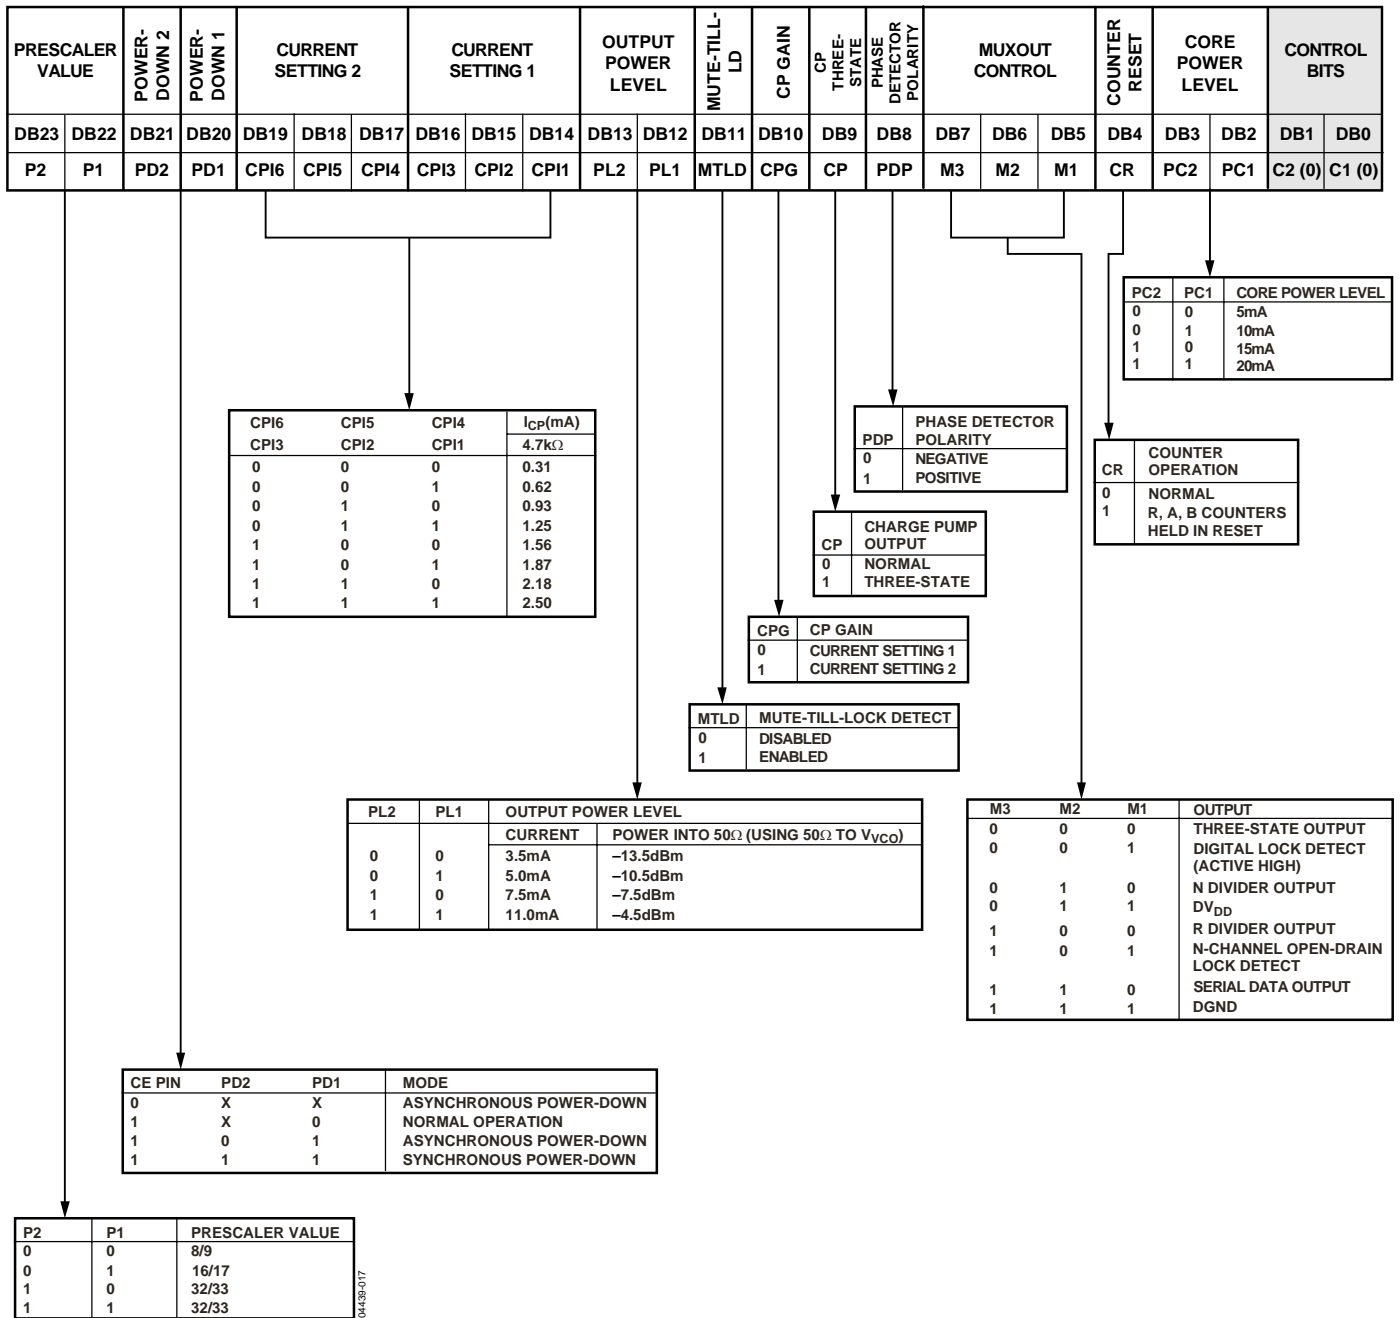 PRESCALER VALUE POWER-DOWN 2 POWER-DOWN 1 CURRENT SETTING 2 CURRENT SETTING 1 OUTPUT POWER LEVEL MUTE-TILL-LD CP GAIN CP THREE-STATE PHASE DETECTOR POLARITY MUXOUT CONTROL COUNTER RESET CORE POWER LEVEL CONTROL BITS
DB23 DB22 DB21 DB20 DB19 DB18 DB17 DB16 DB15 DB14 DB13 DB12 DB11 DB10 DB9 DB8 DB7 DB6 DB5 DB4 DB3 DB2 DB1 DB0
P2 P1 PD2 PD1 CPI6 CPI5 CPI4 CPI3 CPI2 CPI1 PL2 PL1 MTLD CPG CP PDP M3 M2 M1 CR PC2 PC1 C2 (0) C1 (0)
PC2 PC1 CORE POWER LEVEL
0 0 5mA
0 1 10mA
1 0 15mA
1 1 20mA
CPI6 CPI5 CPI4 ICP(mA)
CPI3 CPI2 CPI1 4.7kΩ
0 0 0 0.31
0 0 1 0.62
0 1 0 0.93
0 1 1 1.25
1 0 0 1.56
1 0 1 1.87
1 1 0 2.18
1 1 1 2.50
PHASE DETECTOR
PDP POLARITY
0 NEGATIVE
1 POSITIVE
COUNTER
CR OPERATION
0 NORMAL
1 R, A, B COUNTERS
HELD IN RESET
CHARGE PUMP
CP OUTPUT
0 NORMAL
1 THREE-STATE
CPG CP GAIN
0 CURRENT SETTING 1
1 CURRENT SETTING 2
MTLD MUTE-TILL-LOCK DETECT
0 DISABLED
1 ENABLED
PL2 PL1 OUTPUT POWER LEVEL
CURRENT POWER INTO 50Ω (USING 50Ω TO VVCO)
0 0 3.5mA –13.5dBm
0 1 5.0mA –10.5dBm
1 0 7.5mA –7.5dBm
1 1 11.0mA –4.5dBm
M3 M2 M1 OUTPUT
0 0 0 THREE-STATE OUTPUT
0 0 1 DIGITAL LOCK DETECT
(ACTIVE HIGH)
0 1 0 N DIVIDER OUTPUT
0 1 1 DVDD
1 0 0 R DIVIDER OUTPUT
1 0 1 N-CHANNEL OPEN-DRAIN
LOCK DETECT
1 1 0 SERIAL DATA OUTPUT
1 1 1 DGND
CE PIN PD2 PD1 MODE
0 X X ASYNCHRONOUS POWER-DOWN
1 X 0 NORMAL OPERATION
1 0 1 ASYNCHRONOUS POWER-DOWN
1 1 1 SYNCHRONOUS POWER-DOWN
P2 P1 PRESCALER VALUE
0 0 8/9
0 1 16/17
1 0 32/33
1 1 32/33
04439-017